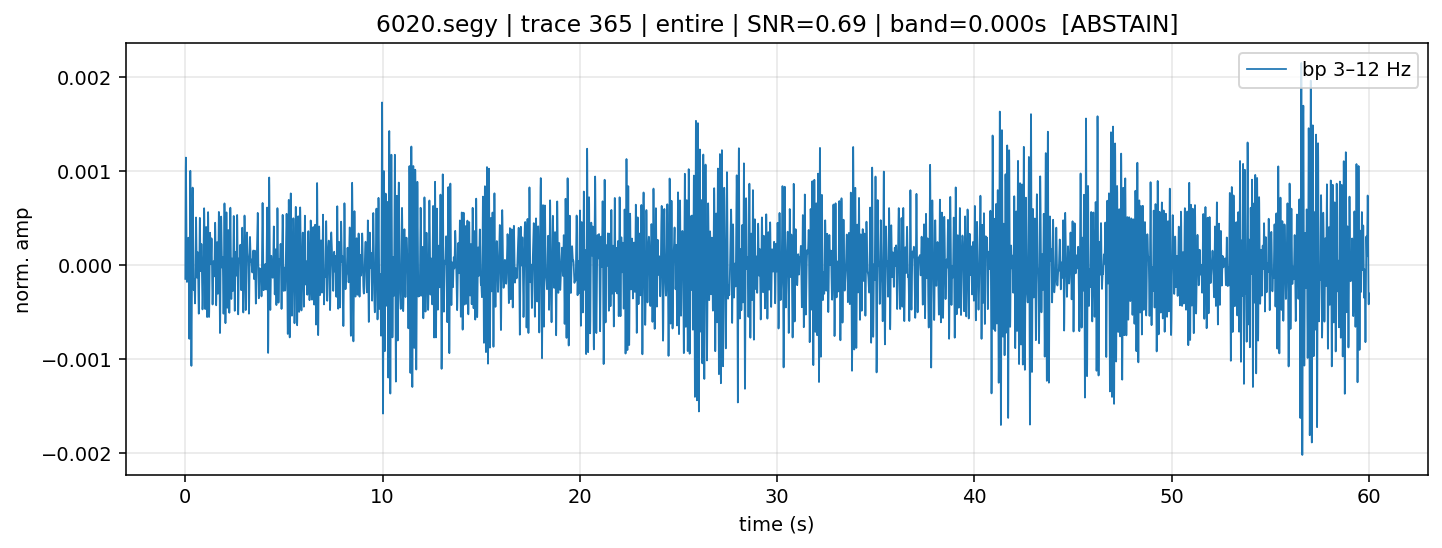 6020.segy | trace 365 | entire | SNR=0.69 | band=0.000s  [ABSTAIN]
bp 3–12 Hz
norm. amp
0.002
0.001
0.000
−0.001
−0.002
0 10 20 30 40 50 60
time (s)